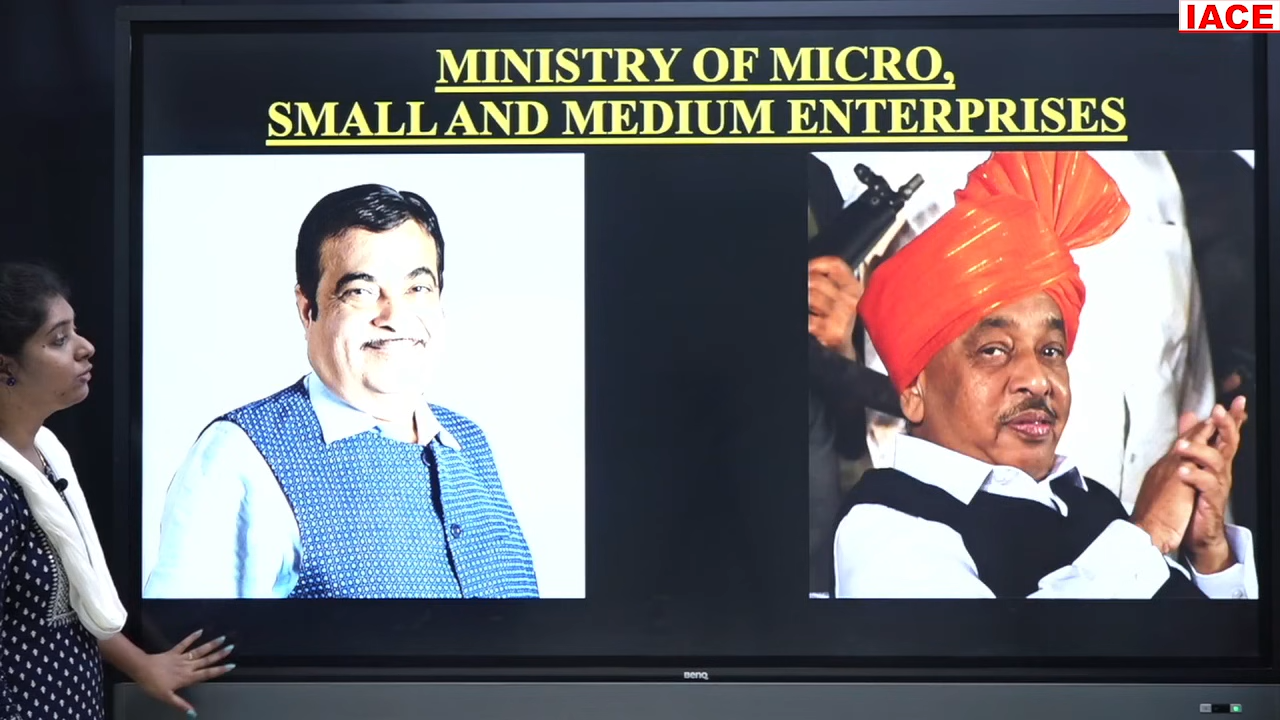 IACE
MINISTRY OF MICRO,
SMALL AND MEDIUM ENTERPRISES
BenQ